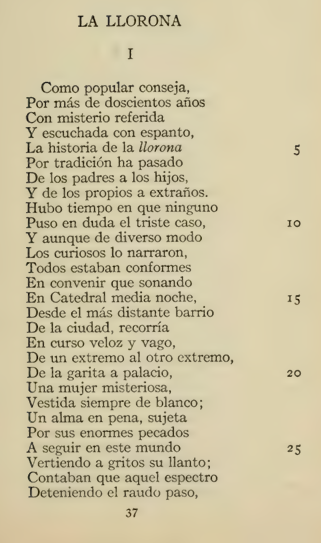 LA LLORONA
I
Como popular conseja,
Por más de doscientos años
Con misterio referida
Y escuchada con espanto,
La historia de la llorona 5
Por tradición ha pasado
De los padres a los hijos,
Y de los propios a extraños.
Hubo tiempo en que ninguno
Puso en duda el triste caso, 10
Y aunque de diverso modo
Los curiosos lo narraron,
Todos estaban conformes
En convenir que sonando
En Catedral media noche, 15
Desde el más distante barrio
De la ciudad, recorría
En curso veloz y vago,
De un extremo al otro extremo,
De la garita a palacio, 20
Una mujer misteriosa,
Vestida siempre de blanco;
Un alma en pena, sujeta
Por sus enormes pecados
A seguir en este mundo 25
Vertiendo a gritos su llanto;
Contaban que aquel espectro
Deteniendo el raudo paso,
37